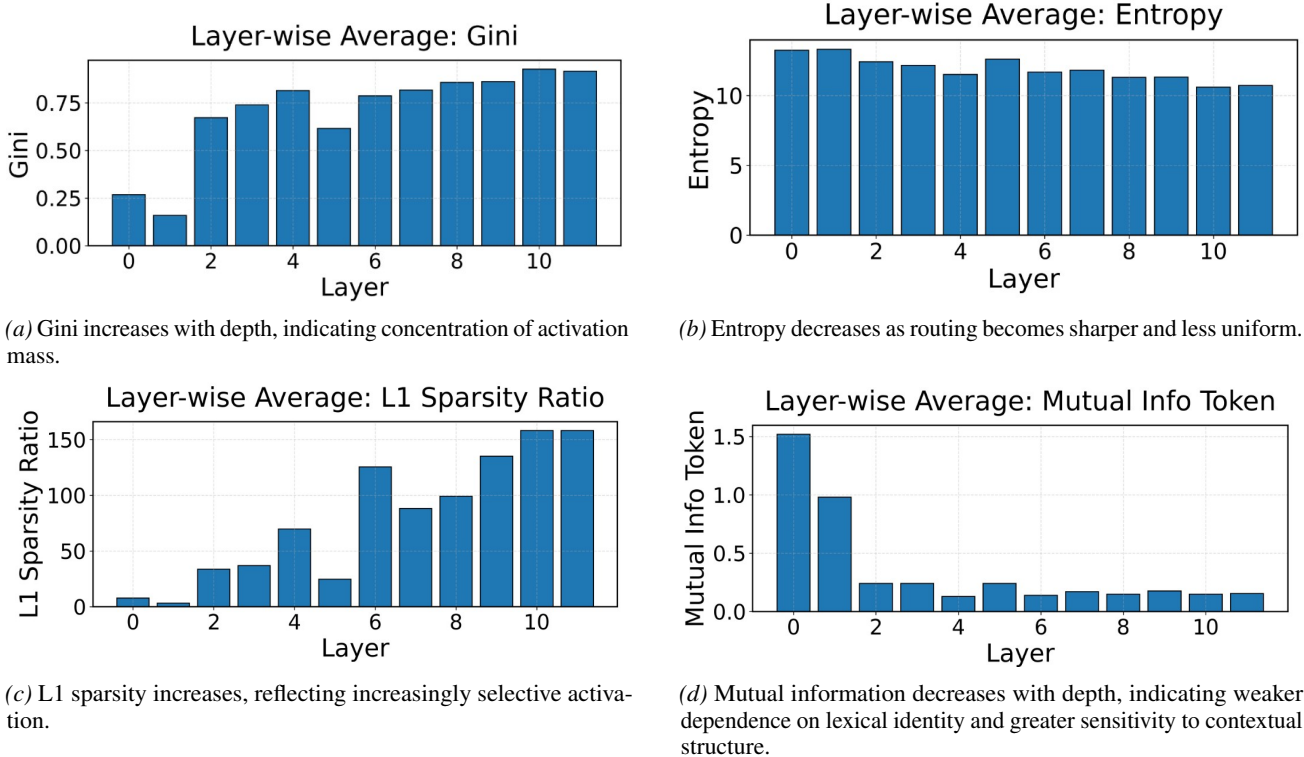 Layer-wise Average: Gini
Gini
0.75
0.50
0.25
0.00
0 2 4 6 8 10
Layer
(a) Gini increases with depth, indicating concentration of activation
mass.
Layer-wise Average: Entropy
Entropy
10
5
0
0 2 4 6 8 10
Layer
(b) Entropy decreases as routing becomes sharper and less uniform.
Layer-wise Average: L1 Sparsity Ratio
L1 Sparsity Ratio
150
100
50
0
0 2 4 6 8 10
Layer
(c) L1 sparsity increases, reflecting increasingly selective activa-
tion.
Layer-wise Average: Mutual Info Token
Mutual Info Token
1.5
1.0
0.5
0.0
0 2 4 6 8 10
Layer
(d) Mutual information decreases with depth, indicating weaker
dependence on lexical identity and greater sensitivity to contextual
structure.